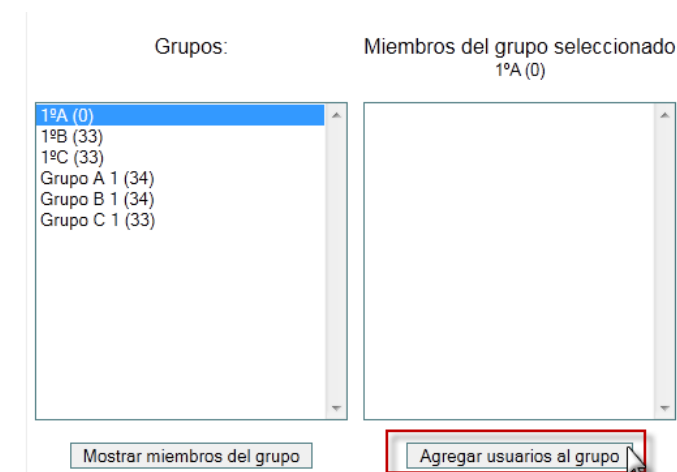 Grupos:
Miembros del grupo seleccionado
1ºA (0)
1ºA (0)
1ºB (33)
1ºC (33)
Grupo A 1 (34)
Grupo B 1 (34)
Grupo C 1 (33)
Mostrar miembros del grupo
Agregar usuarios al grupo